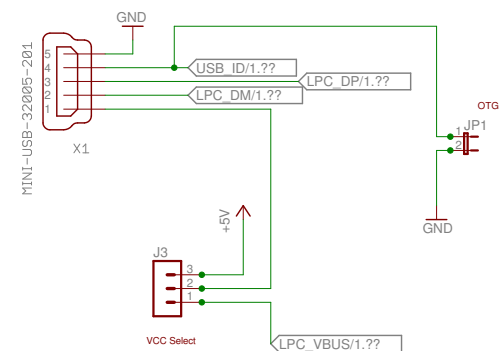 GND
MINI-USB-32005-201
5
4
3
2
1
USB_ID/1.??
LPC_DP/1.??
LPC_DM/1.??
X1
OTG
JP1
1
2
GND
+5V
J3
3
2
1
VCC Select
LPC_VBUS/1.??